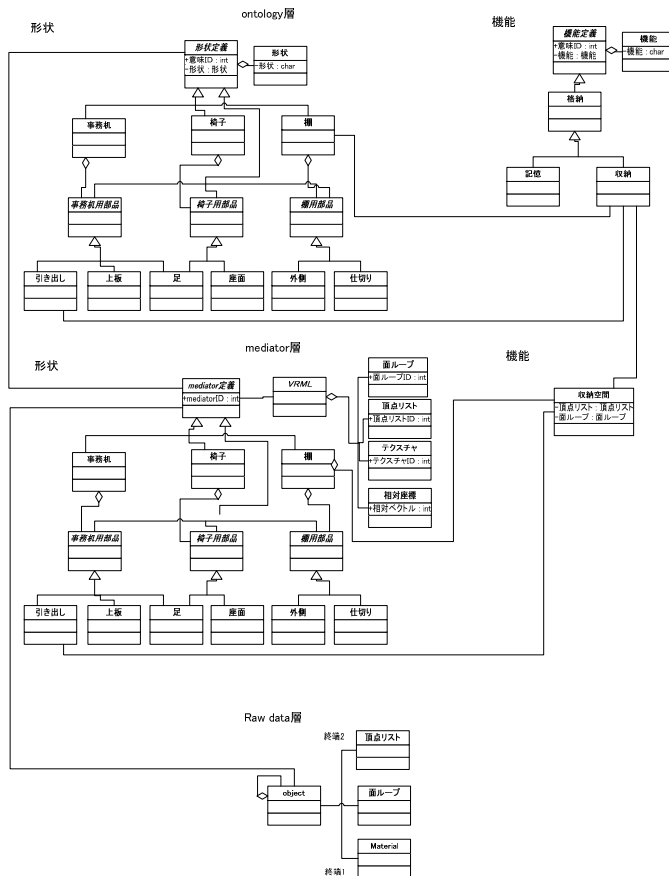 ontology層
形状
機能
形状定義
+意味ID : int
-形状 : 形状
形状
-形状 : char
機能定義
+意味ID : int
-機能 : 機能
機能
-機能 : char
格納
事務机
椅子
棚
記憶
収納
事務机用部品
椅子用部品
棚用部品
引き出し
上板
足
座面
外側
仕切り
mediator層
形状
機能
mediator定義
+mediatorID : int
VRML
面ループ
+面ループID : int
頂点リスト
+頂点リストID : int
テクスチャ
+テクスチャID : int
相対座標
+相対ベクトル : int
収納空間
-頂点リスト : 頂点リスト
-面ループ : 面ループ
事務机
椅子
棚
事務机用部品
椅子用部品
棚用部品
引き出し
上板
足
座面
外側
仕切り
Raw data層
終端2
頂点リスト
object
面ループ
Material
終端1